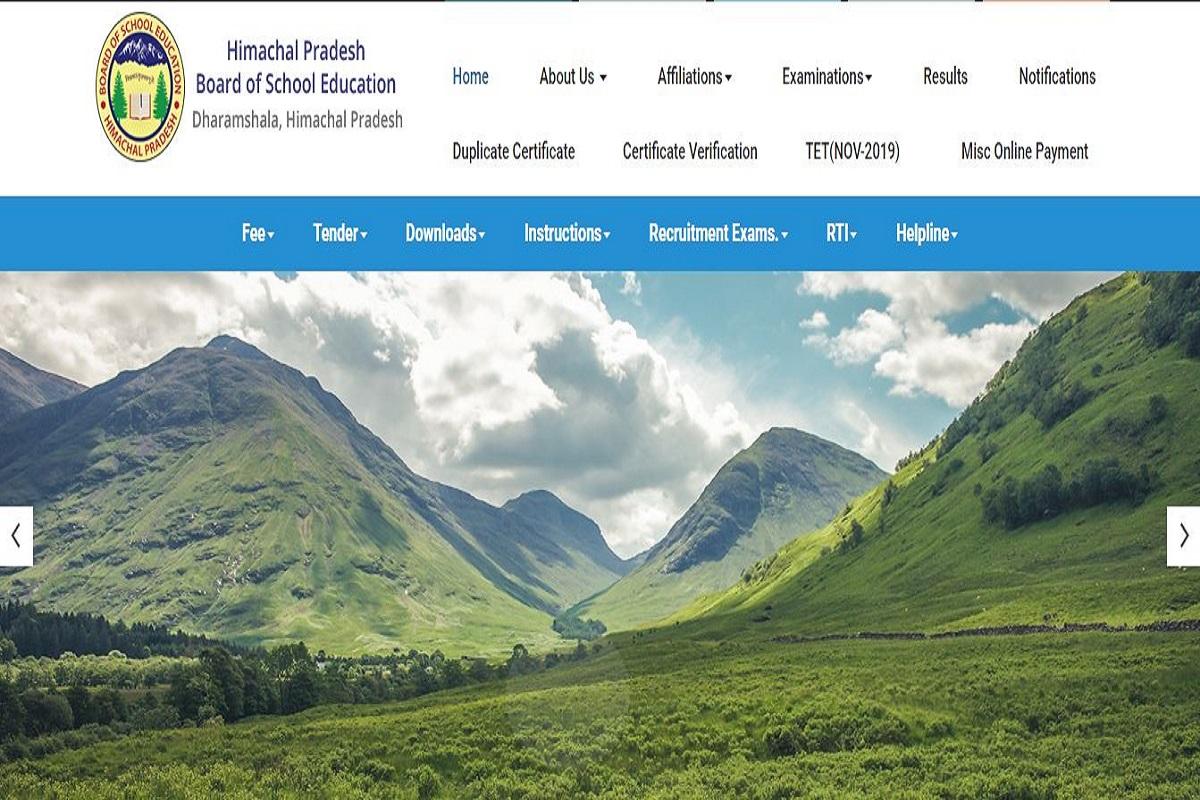 BOARD OF SCHOOL EDUCATION
HIMACHAL PRADESH
Himachal Pradesh
Board of School Education
Dharamshala, Himachal Pradesh
Home About Us Affiliations Examinations Results Notifications
Duplicate Certificate Certificate Verification TET(NOV-2019) Misc Online Payment
Fee Tender Downloads Instructions Recruitment Exams. RTI Helpline